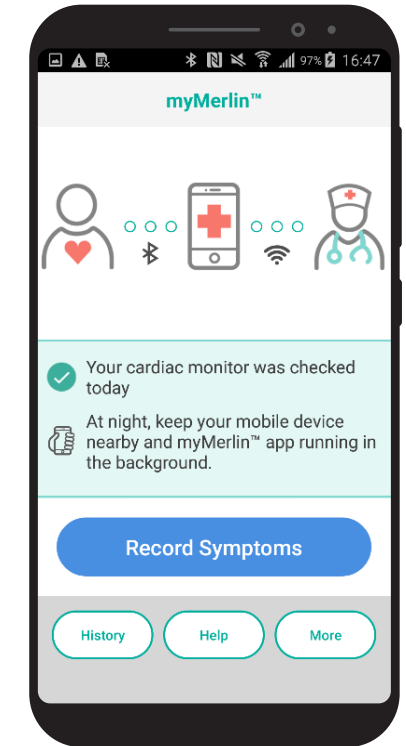 97% 16:47
myMerlin™
Your cardiac monitor was checked
today
At night, keep your mobile device
nearby and myMerlin™ app running in
the background.
Record Symptoms
History Help More